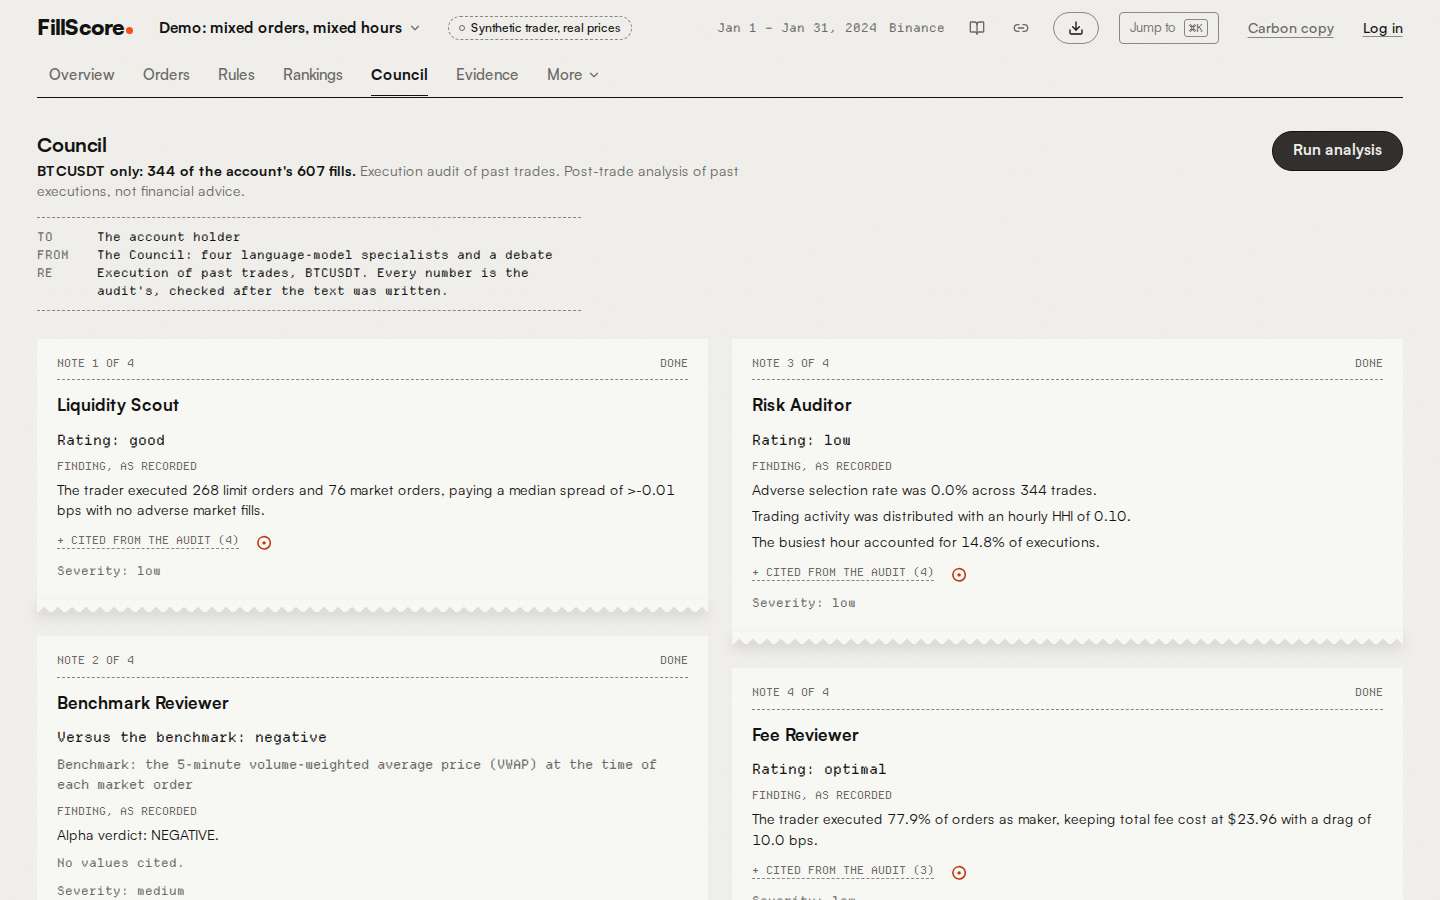 FillScore
Demo: mixed orders, mixed hours
Synthetic trader, real prices
Jan 1 – Jan 31, 2024 Binance
Jump to ⌘K
Carbon copy
Log in
Overview Orders Rules Rankings Council Evidence More
Council
Run analysis
BTCUSDT only: 344 of the account's 607 fills. Execution audit of past trades. Post-trade analysis of past
executions, not financial advice.
TO The account holder
FROM The Council: four language-model specialists and a debate
RE Execution of past trades, BTCUSDT. Every number is the
audit's, checked after the text was written.
NOTE 1 OF 4 DONE
Liquidity Scout
Rating: good
FINDING, AS RECORDED
The trader executed 268 limit orders and 76 market orders, paying a median spread of >-0.01
bps with no adverse market fills.
+ CITED FROM THE AUDIT (4)
Severity: low
NOTE 2 OF 4 DONE
Benchmark Reviewer
Versus the benchmark: negative
Benchmark: the 5-minute volume-weighted average price (VWAP) at the time of
each market order
FINDING, AS RECORDED
Alpha verdict: NEGATIVE.
No values cited.
Severity: medium
NOTE 3 OF 4 DONE
Risk Auditor
Rating: low
FINDING, AS RECORDED
Adverse selection rate was 0.0% across 344 trades.
Trading activity was distributed with an hourly HHI of 0.10.
The busiest hour accounted for 14.8% of executions.
+ CITED FROM THE AUDIT (4)
Severity: low
NOTE 4 OF 4 DONE
Fee Reviewer
Rating: optimal
FINDING, AS RECORDED
The trader executed 77.9% of orders as maker, keeping total fee cost at $23.96 with a drag of
10.0 bps.
+ CITED FROM THE AUDIT (3)
Severity: low